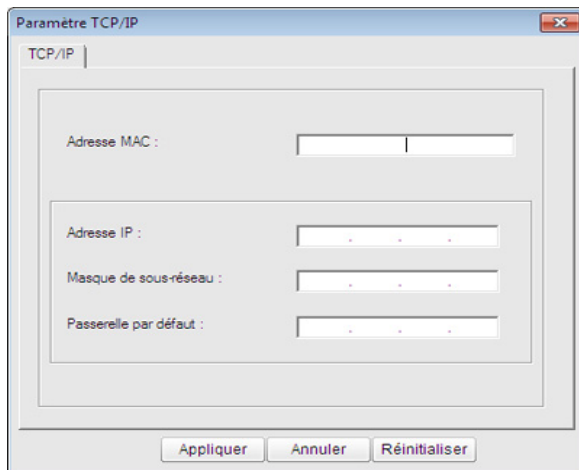 Paramètre TCP/IP
TCP/IP
Adresse MAC :
Adresse IP :
. . .
Masque de sous-réseau :
. . .
Passerelle par défaut :
. . .
Appliquer Annuler Réinitialiser